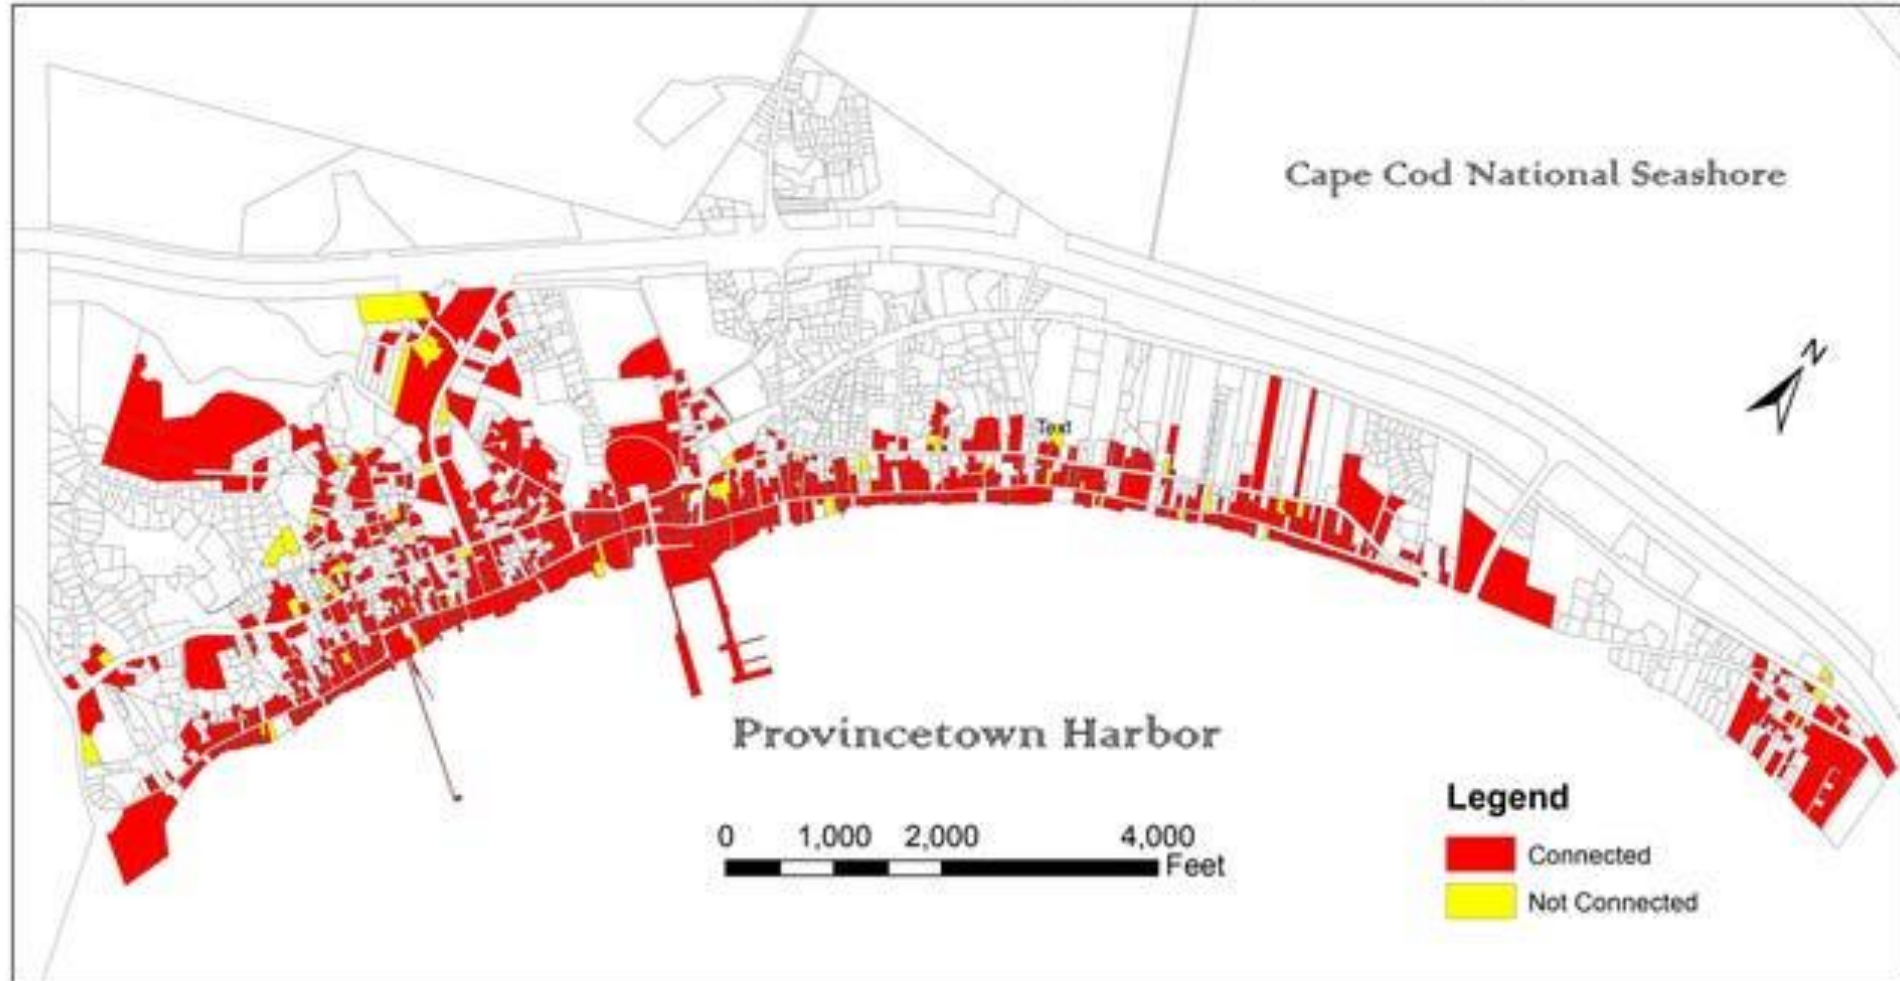 Cape Cod National Seashore
N
Text
Provincetown Harbor
0 1,000 2,000 4,000
Feet
Legend
Connected
Not Connected